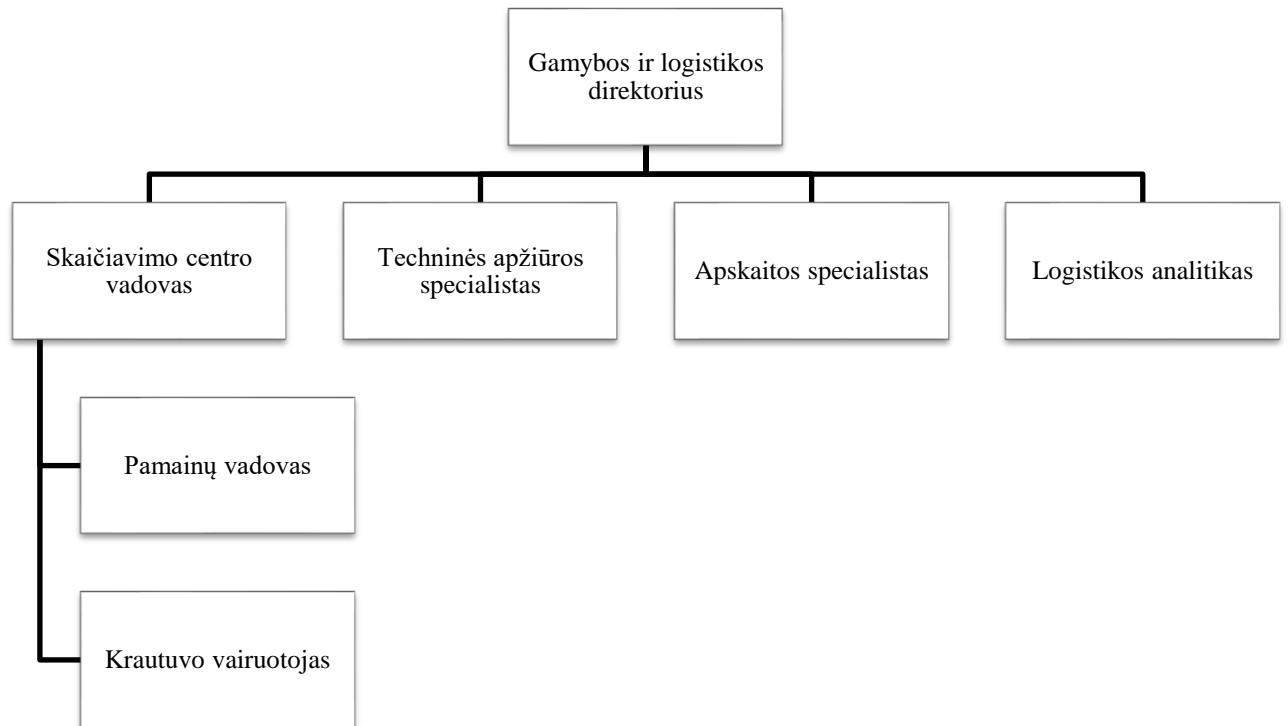 Gamybos ir logistikos
direktorius
Skaičiavimo centro
vadovas
Techninės apžiūros
specialistas
Apskaitos specialistas
Logistikos analitikas
Pamainų vadovas
Krautuvo vairuotojas